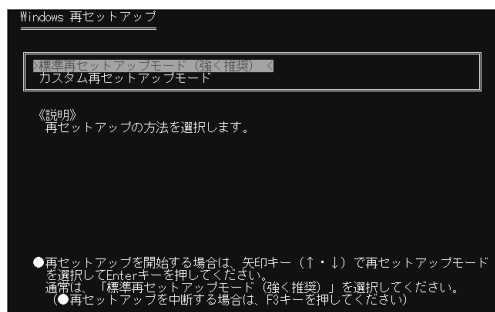 Windows 再セットアップ
>標準再セットアップモード（強く推奨） <
カスタム再セットアップモード
《説明》
再セットアップの方法を選択します。
●再セットアップを開始する場合は、矢印キー（↑・↓）で再セットアップモード
を選択してEnterキーを押してください。
通常は、「標準再セットアップモード（強く推奨）」を選択してください。
（●再セットアップを中断する場合は、F3キーを押してください）